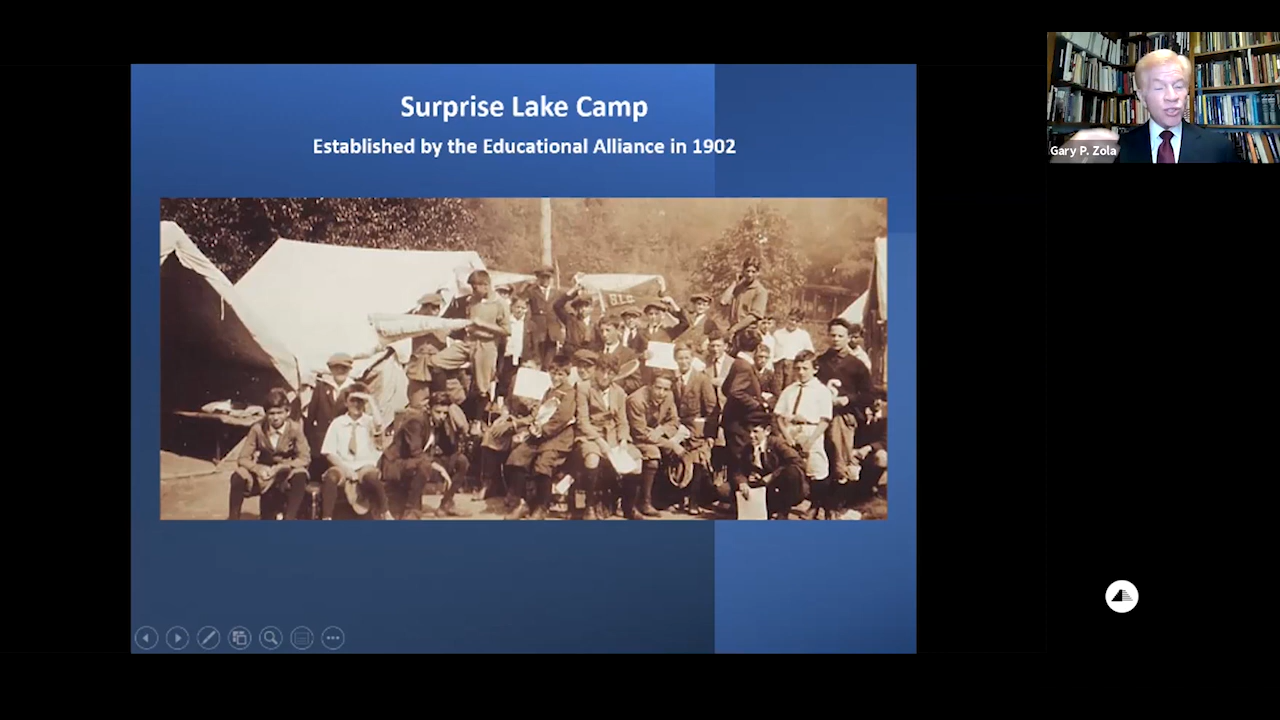 Surprise Lake Camp
Established by the Educational Alliance in 1902
Gary P. Zola